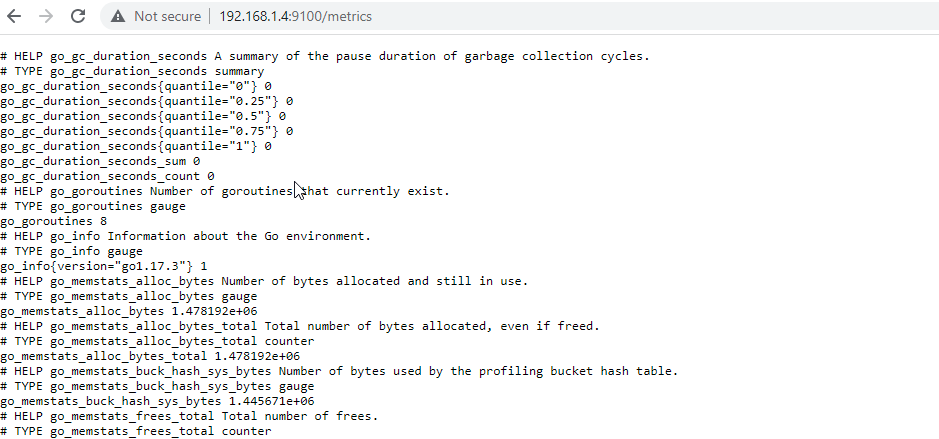 Not secure | 192.168.1.4:9100/metrics
# HELP go_gc_duration_seconds A summary of the pause duration of garbage collection cycles.
# TYPE go_gc_duration_seconds summary
go_gc_duration_seconds{quantile="0"} 0
go_gc_duration_seconds{quantile="0.25"} 0
go_gc_duration_seconds{quantile="0.5"} 0
go_gc_duration_seconds{quantile="0.75"} 0
go_gc_duration_seconds{quantile="1"} 0
go_gc_duration_seconds_sum 0
go_gc_duration_seconds_count 0
# HELP go_goroutines Number of goroutines that currently exist.
# TYPE go_goroutines gauge
go_goroutines 8
# HELP go_info Information about the Go environment.
# TYPE go_info gauge
go_info{version="go1.17.3"} 1
# HELP go_memstats_alloc_bytes Number of bytes allocated and still in use.
# TYPE go_memstats_alloc_bytes gauge
go_memstats_alloc_bytes 1.478192e+06
# HELP go_memstats_alloc_bytes_total Total number of bytes allocated, even if freed.
# TYPE go_memstats_alloc_bytes_total counter
go_memstats_alloc_bytes_total 1.478192e+06
# HELP go_memstats_buck_hash_sys_bytes Number of bytes used by the profiling bucket hash table.
# TYPE go_memstats_buck_hash_sys_bytes gauge
go_memstats_buck_hash_sys_bytes 1.445671e+06
# HELP go_memstats_frees_total Total number of frees.
# TYPE go_memstats_frees_total counter